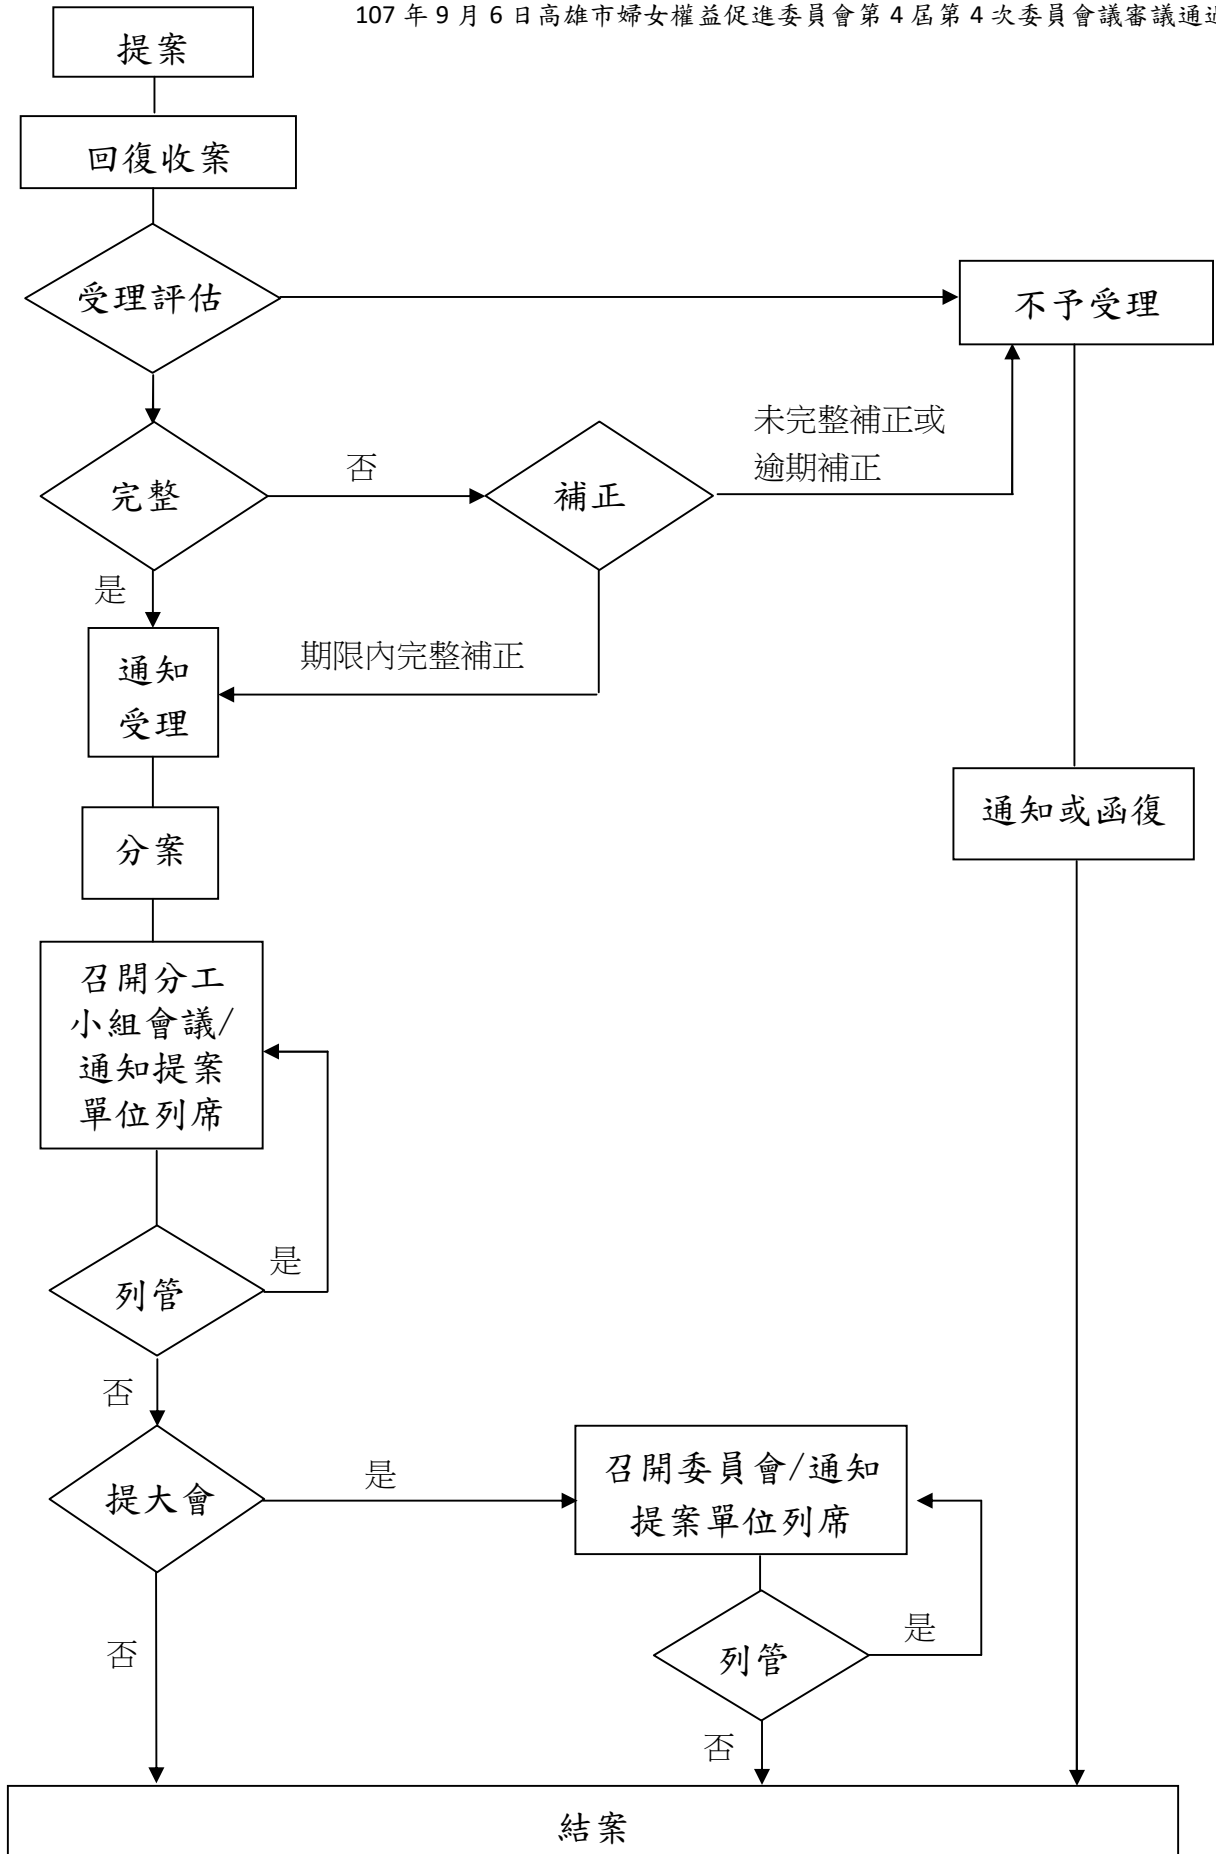 107 年 9 月 6 日高雄市婦女權益促進委員會第 4 屆第 4 次委員會議審議通過
提案
回復收案
受理評估
不予受理
未完整補正或
逾期補正
否
完整
補正
是
通知
受理
期限內完整補正
通知或函復
分案
召開分工
小組會議/
通知提案
單位列席
是
列管
否
提大會
是
召開委員會/通知
提案單位列席
否
是
列管
否
結案